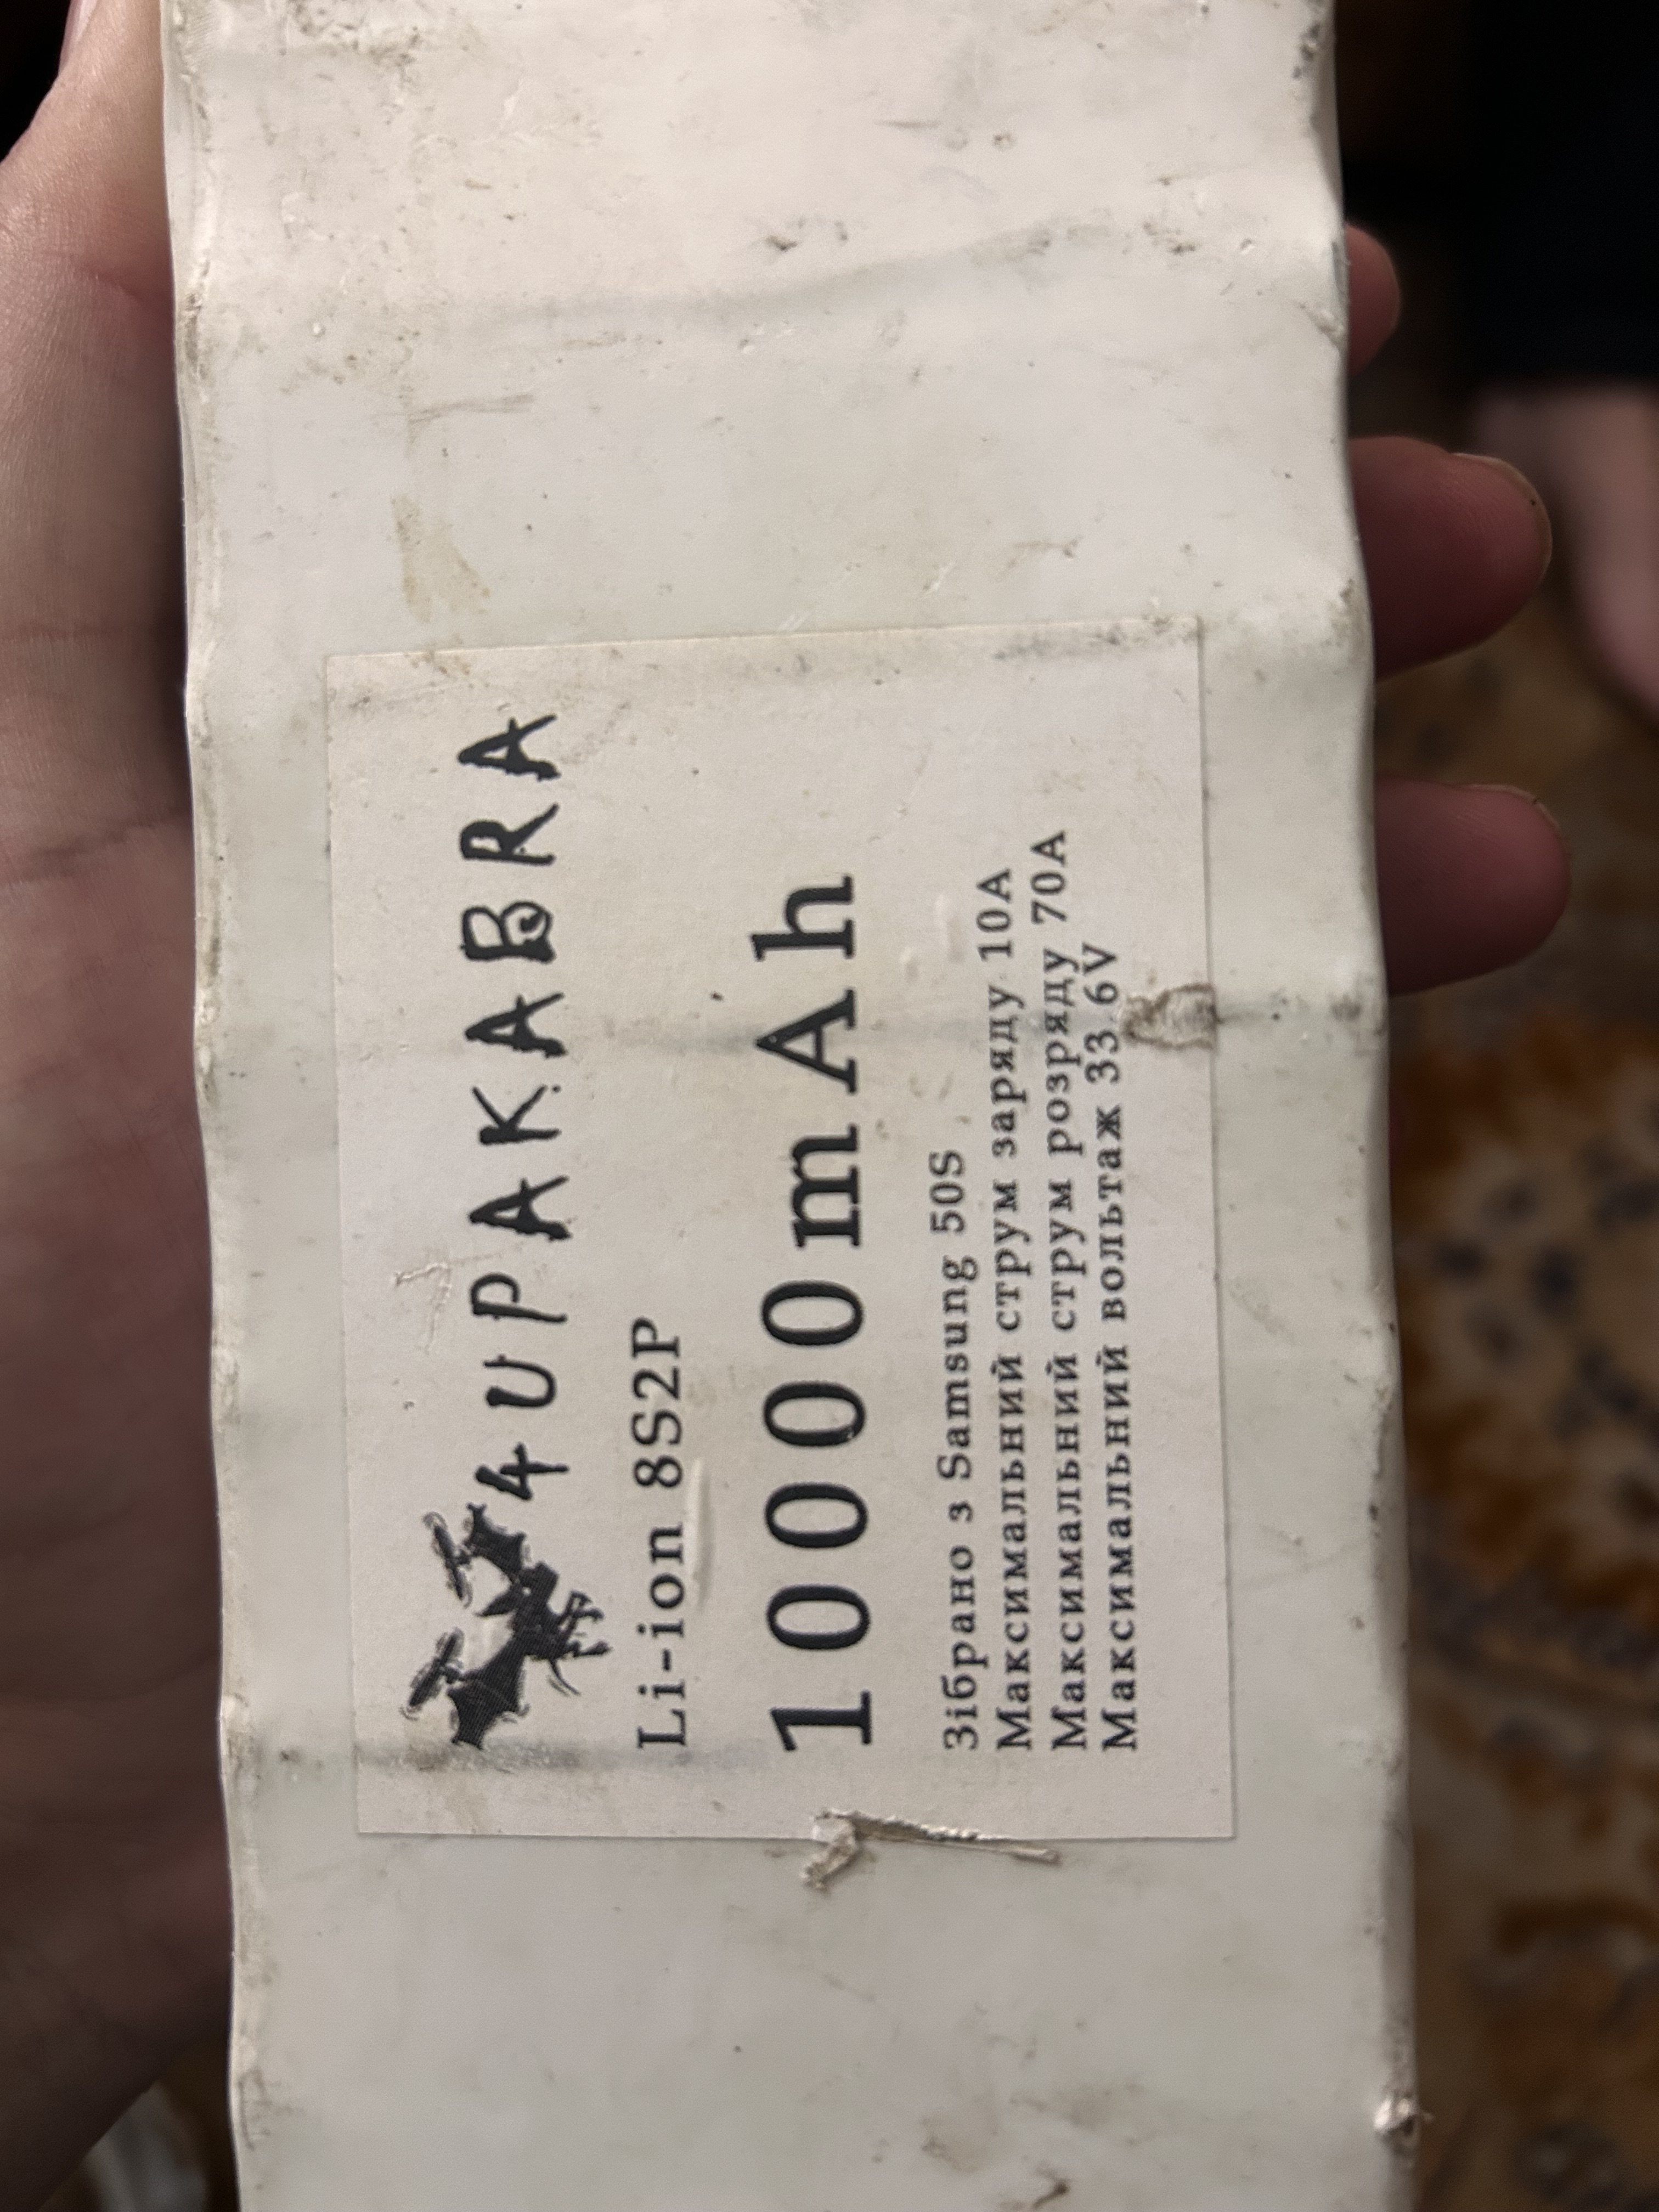 4UPAKABRA
Li-ion 8S2P
10000mAh
Зібрано з Samsung 50S
Максимальний струм заряду 10А
Максимальний струм розряду 70А
Максимальний вольтаж 33.6V